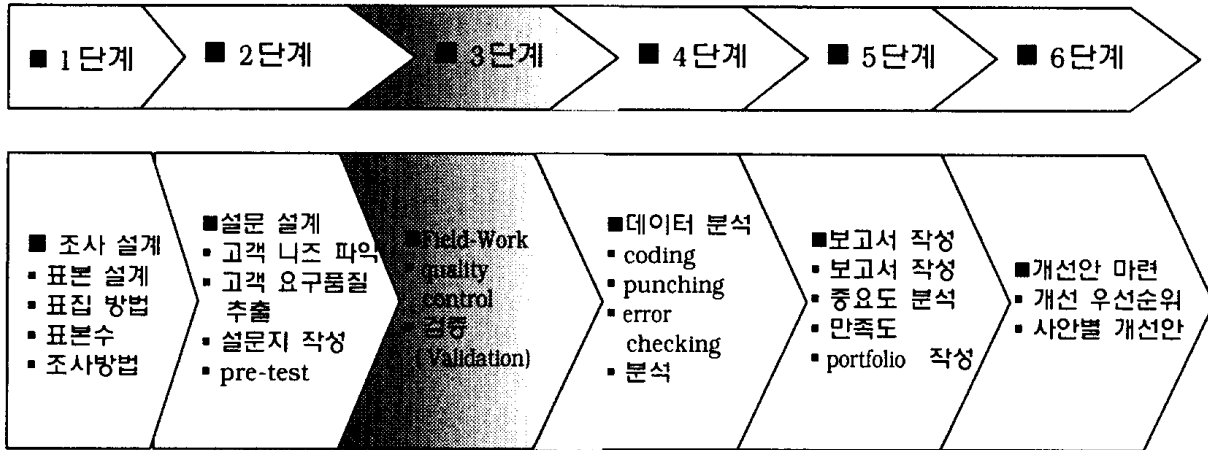 ■ 1단계
■ 2단계
■ 3단계
■ 4단계
■ 5단계
■ 6단계
■ 조사 설계
▪ 표본 설계
▪ 표집 방법
▪ 표본수
▪ 조사방법
■설문 설계
▪ 고객 니즈 파악
▪ 고객 요구품질
추출
▪ 설문지 작성
▪ pre-test
■Field-Work
▪ quality
control
▪ 검증
(Validation)
■데이터 분석
▪ coding
▪ punching
▪ error
checking
▪ 분석
■보고서 작성
▪ 보고서 작성
▪ 중요도 분석
▪ 만족도
▪ portfolio 작성
■개선안 마련
▪ 개선 우선순위
▪ 사안별 개선안